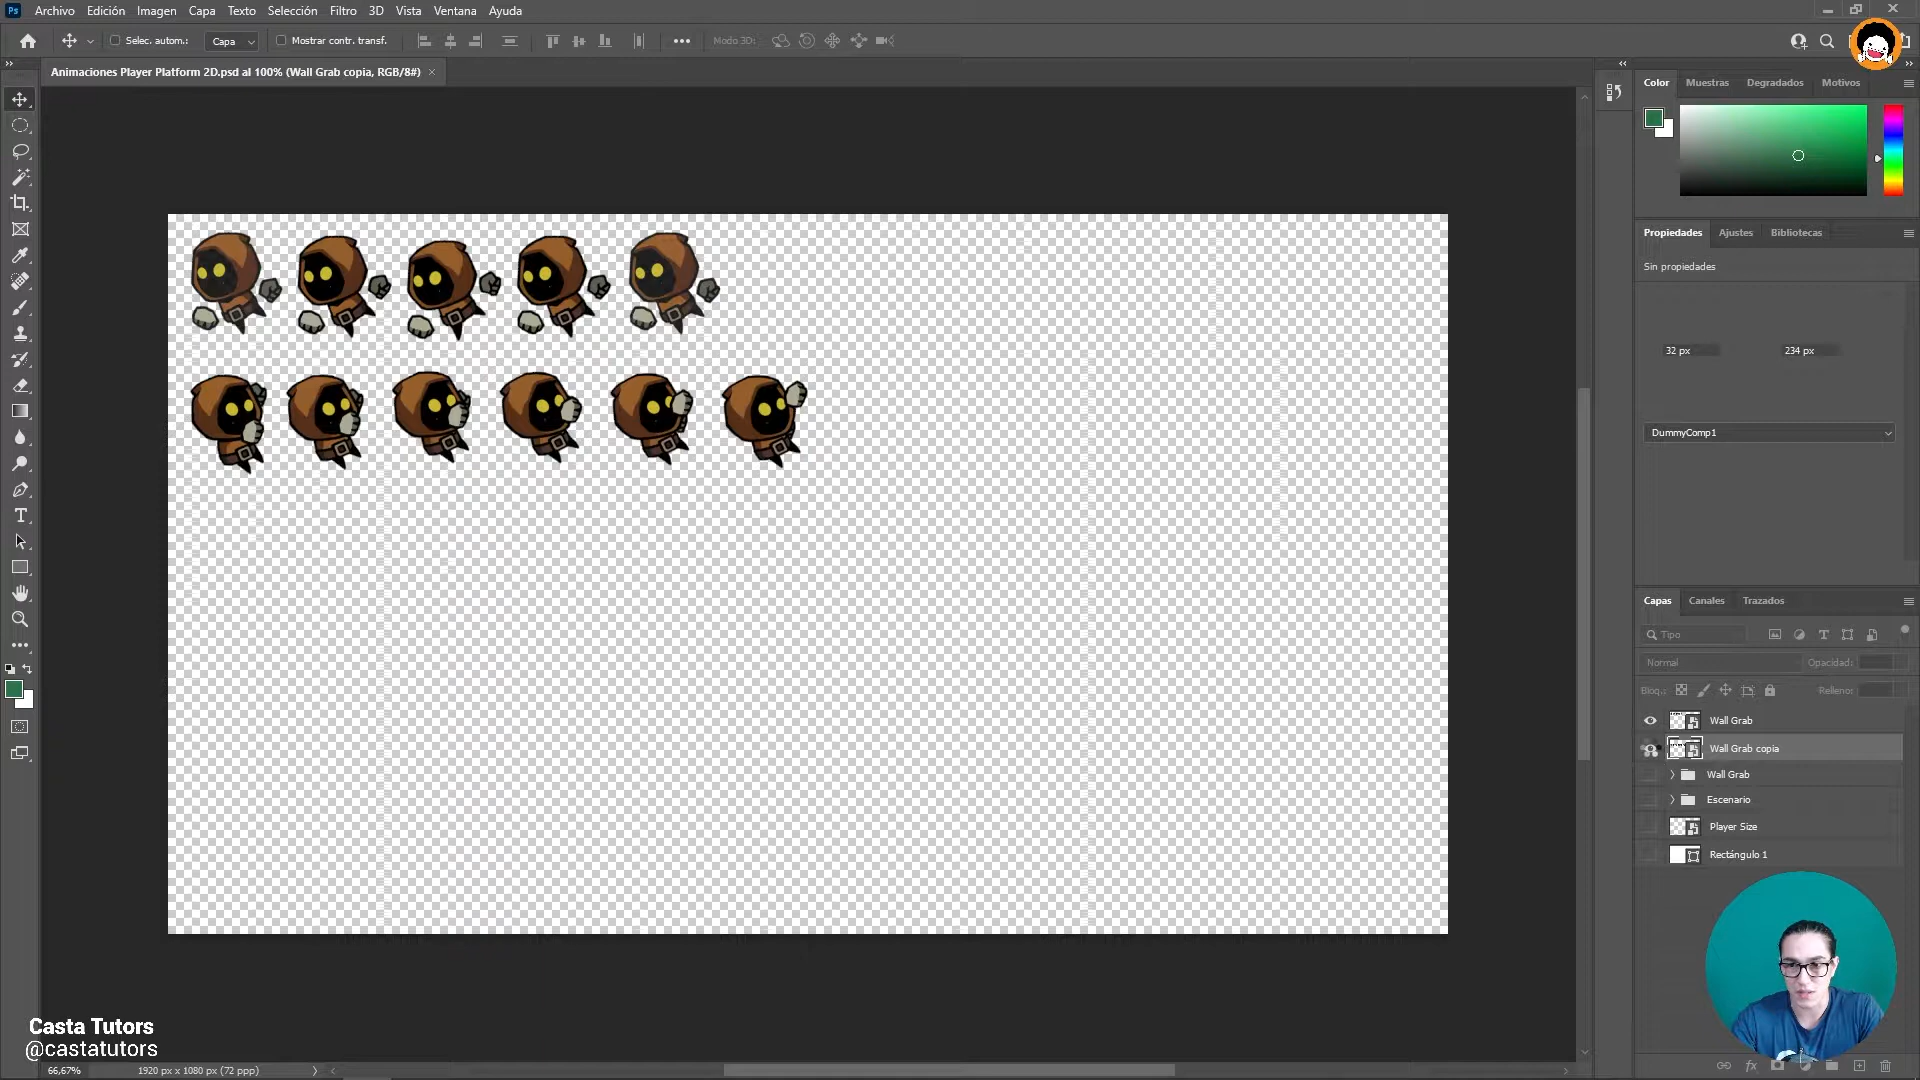 Ps Archivo Edición Imagen Capa Texto Selección Filtro 3D Vista Ventana Ayuda
Selec. autom.: Capa Mostrar contr. transf. Modo 3D:
Animaciones Player Platform 2D.psd al 100% (Wall Grab copia, RGB/8#)
Color Muestras Degradados Motivos
Propiedades Ajustes Bibliotecas
Sin propiedades
32 px 234 px
DummyComp1
Capas Canales Trazados
Tipo
Normal Opacidad:
Bloq.: Relleno:
Wall Grab
Wall Grab copia
Wall Grab
Escenario
Player Size
Rectángulo 1
Casta Tutors
@castatutors
66,67% 1920 px x 1080 px (72 ppp)